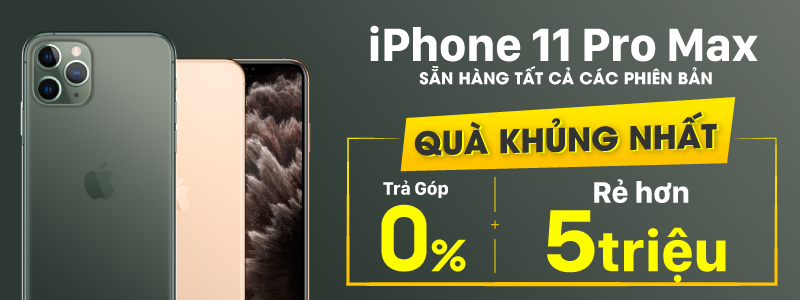 iPhone 11 Pro Max
SẴN HÀNG TẤT CẢ CÁC PHIÊN BẢN
QUÀ KHỦNG NHẤT
Trả Góp
0%
+
Rẻ hơn
5triệu